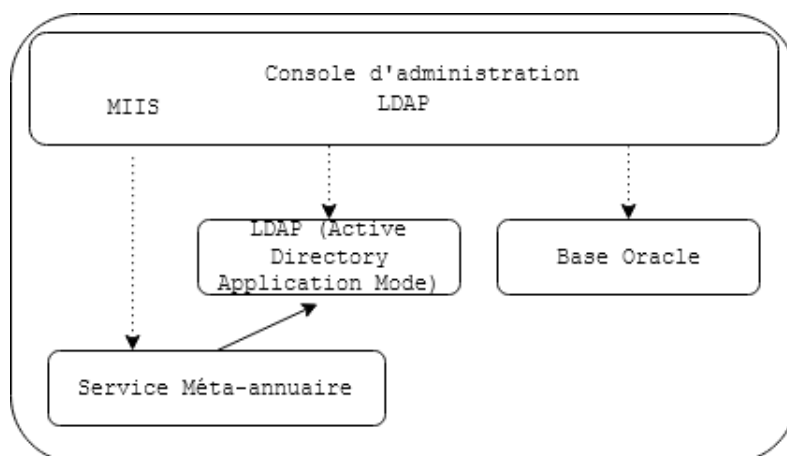 Console d'administration
MIIS
LDAP
LDAP (Active
Directory
Application Mode)
Base Oracle
Service Méta-annuaire